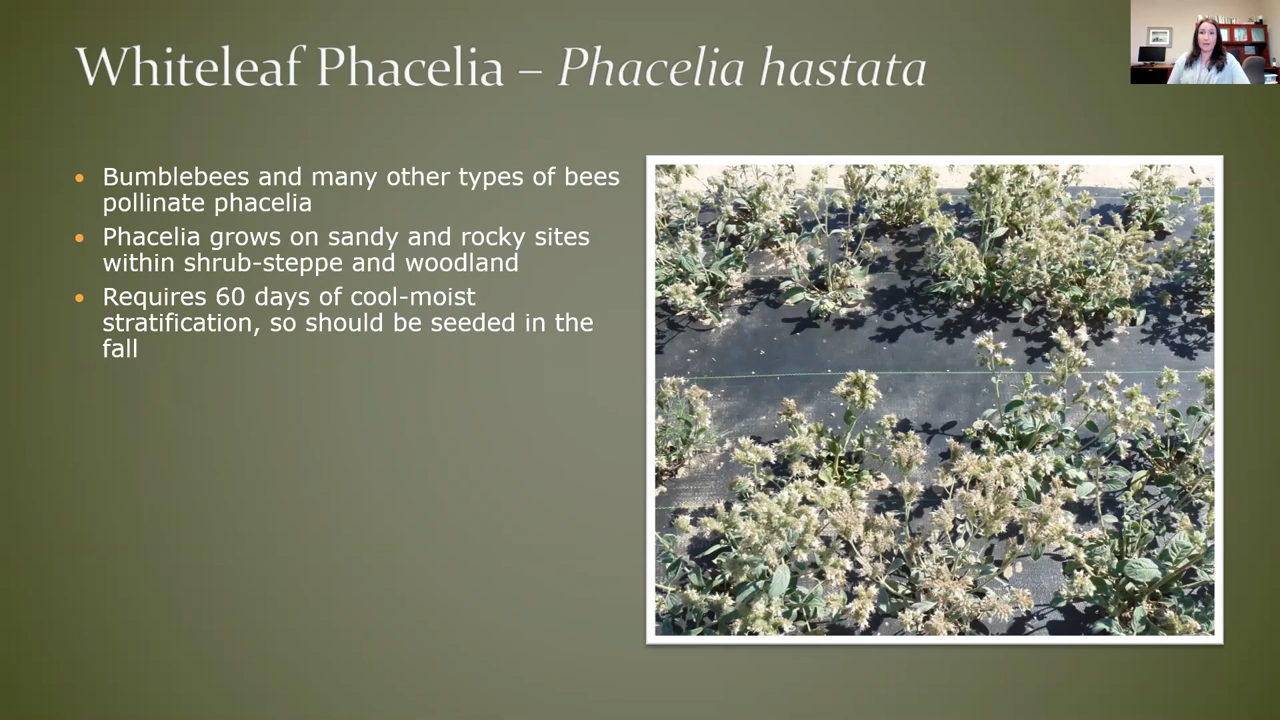 Whiteleaf Phacelia – Phacelia hastata
• Bumblebees and many other types of bees
pollinate phacelia
• Phacelia grows on sandy and rocky sites
within shrub-steppe and woodland
• Requires 60 days of cool-moist
stratification, so should be seeded in the
fall